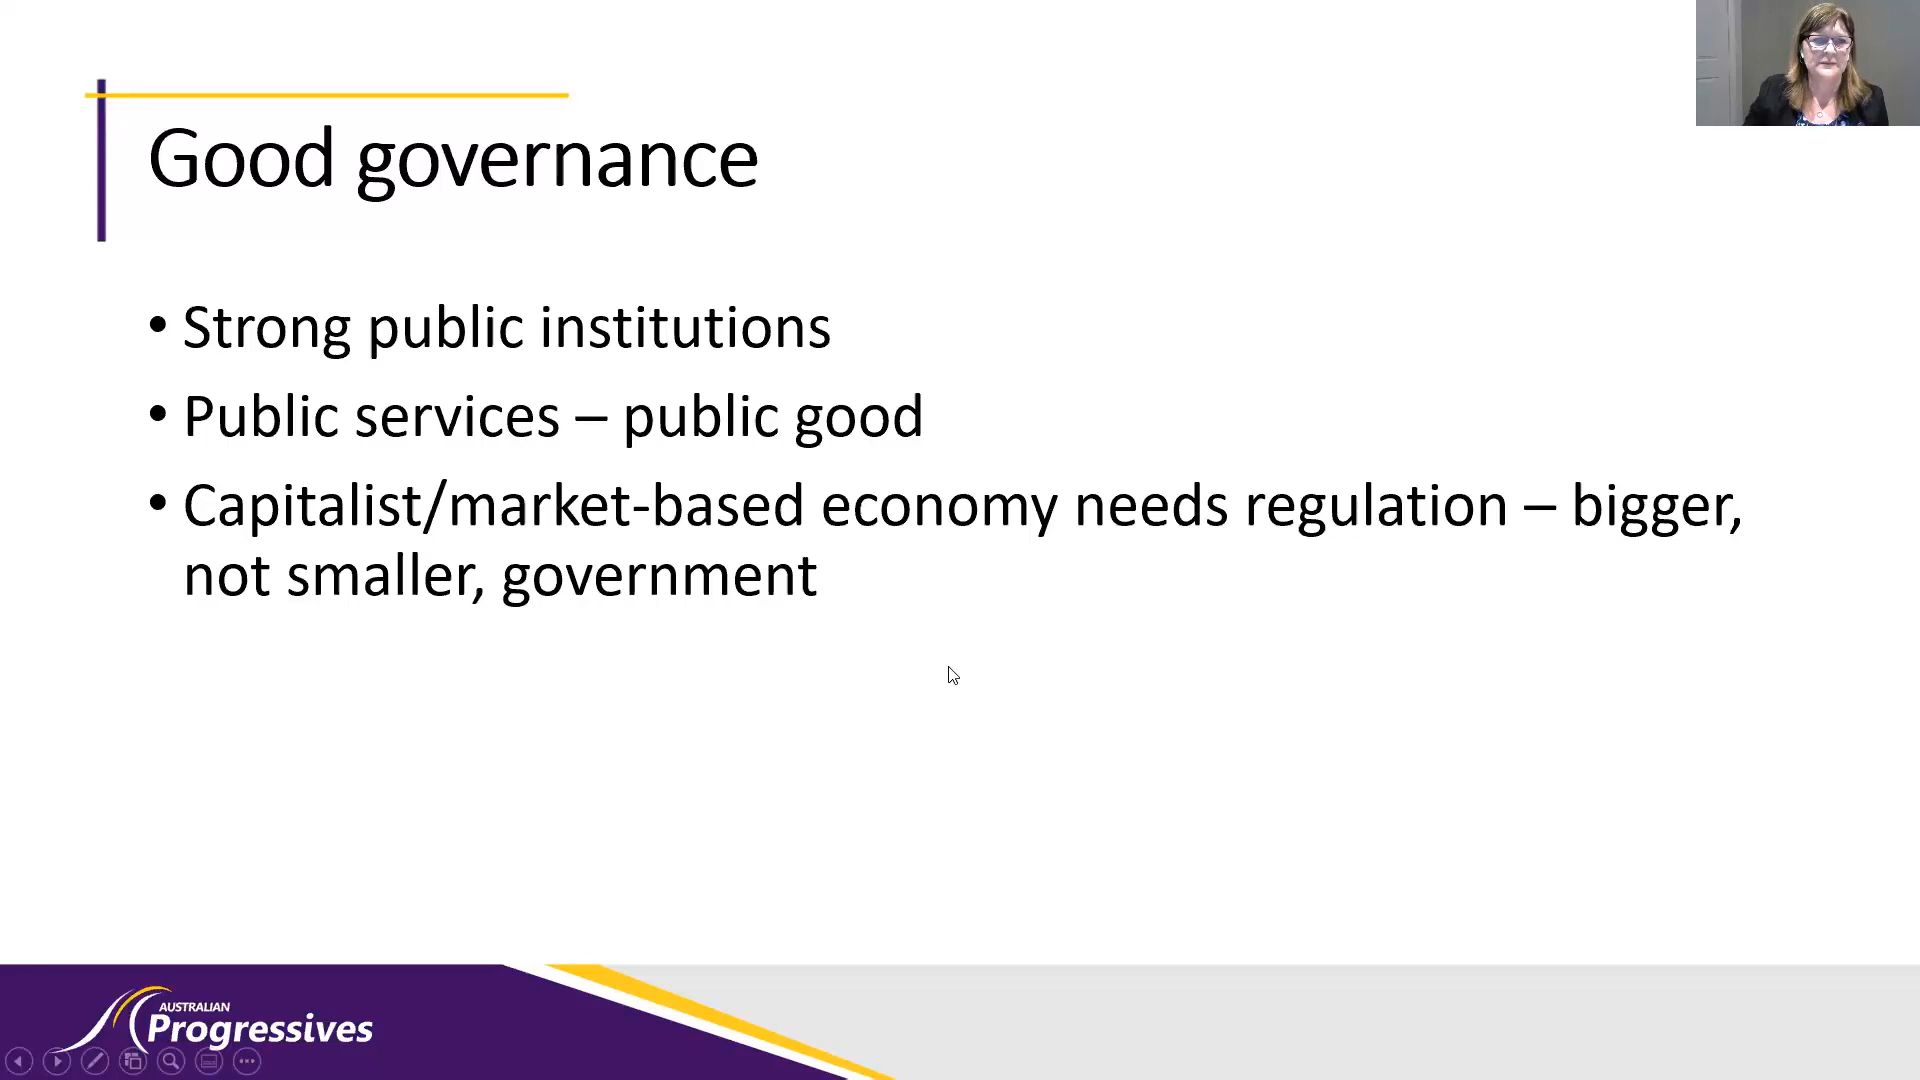 Good governance
• Strong public institutions
• Public services – public good
• Capitalist/market-based economy needs regulation – bigger,
not smaller, government
AUSTRALIAN
Progressives